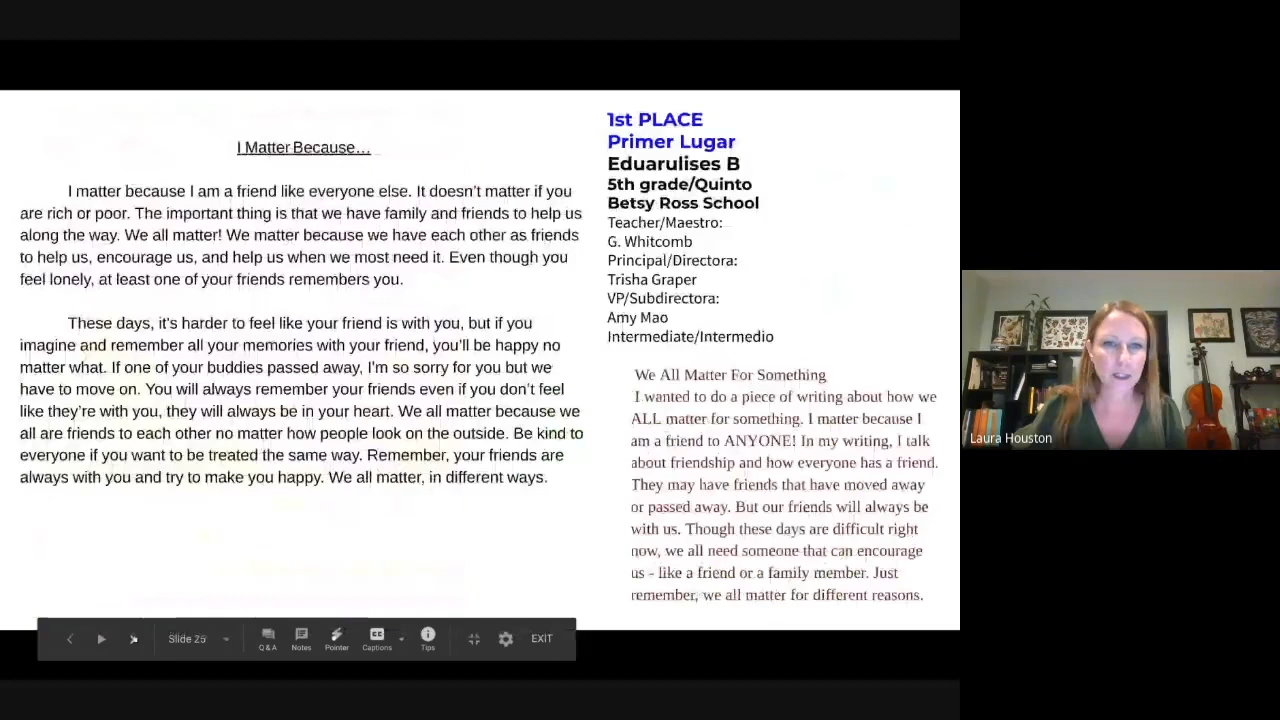 I Matter Because...
I matter because I am a friend like everyone else. It doesn't matter if you
are rich or poor. The important thing is that we have family and friends to help us
along the way. We all matter! We matter because we have each other as friends
to help us, encourage us, and help us when we most need it. Even though you
feel lonely, at least one of your friends remembers you.
These days, it's harder to feel like your friend is with you, but if you
imagine and remember all your memories with your friend, you'll be happy no
matter what. If one of your buddies passed away, I'm so sorry for you but we
have to move on. You will always remember your friends even if you don't feel
like they're with you, they will always be in your heart. We all matter because we
all are friends to each other no matter how people look on the outside. Be kind to
everyone if you want to be treated the same way. Remember, your friends are
always with you and try to make you happy. We all matter, in different ways.
1st PLACE
Primer Lugar
Eduarulises B
5th grade/Quinto
Betsy Ross School
Teacher/Maestro:
G. Whitcomb
Principal/Directora:
Trisha Graper
VP/Subdirectora:
Amy Mao
Intermediate/Intermedio
We All Matter For Something
I wanted to do a piece of writing about how we
ALL matter for something. I matter because I
am a friend to ANYONE! In my writing, I talk
about friendship and how everyone has a friend.
They may have friends that have moved away
or passed away. But our friends will always be
with us. Though these days are difficult right
now, we all need someone that can encourage
us - like a friend or a family member. Just
remember, we all matter for different reasons.
Laura Houston
Slide 25
Q & A
Notes
Pointer
Captions
Tips
EXIT